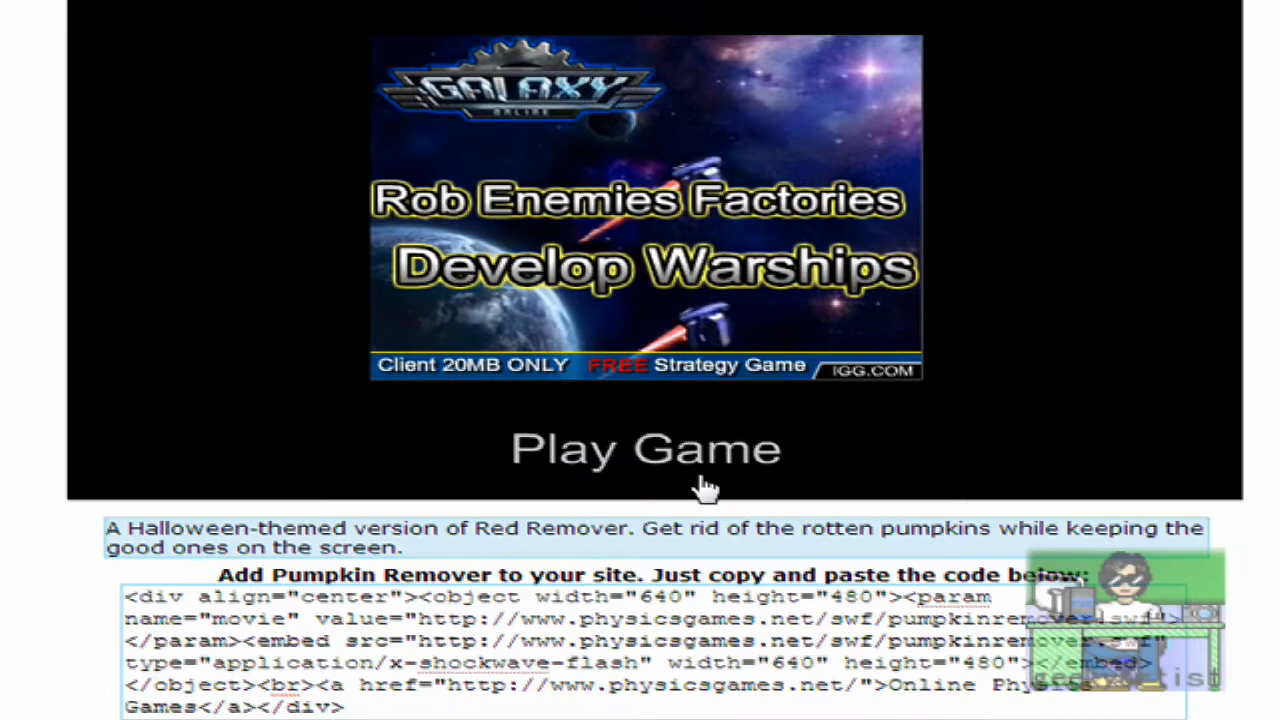 GALAXY
ONLINE
Rob Enemies Factories
Develop Warships
Client 20MB ONLY FREE Strategy Game IGG.COM
Play Game
A Halloween-themed version of Red Remover. Get rid of the rotten pumpkins while keeping the
good ones on the screen.
Add Pumpkin Remover to your site. Just copy and paste the code below:
<div align="center"><object width="640" height="480"><param
name="movie" value="http://www.physicsgames.net/swf/pumpkinremover.swf">
</param><embed src="http://www.physicsgames.net/swf/pumpkinremover.swf"
type="application/x-shockwave-flash" width="640" height="480"></embed>
</object><br><a href="http://www.physicsgames.net/">Online Physics
Games</a></div>
geekyartist